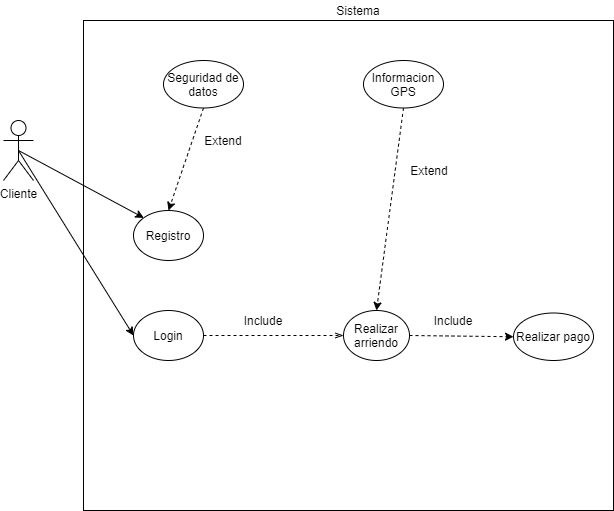 Sistema
Seguridad de
datos
Informacion
GPS
Extend
Extend
Cliente
Registro
Login
Include
Realizar
arriendo
Include
Realizar pago